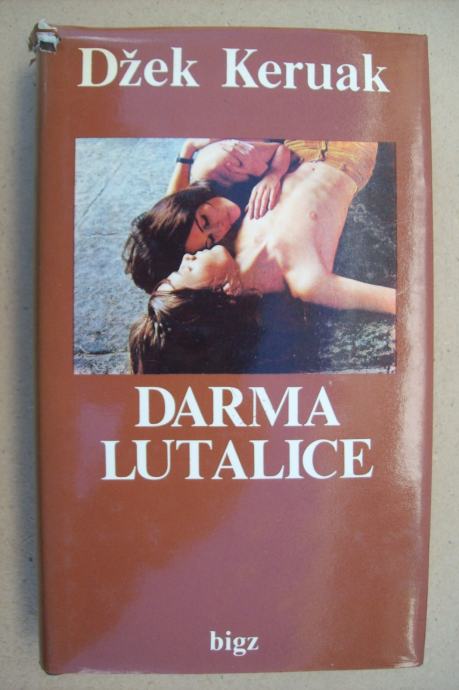 Džek Keruak
DARMA
LUTALICE
bigz